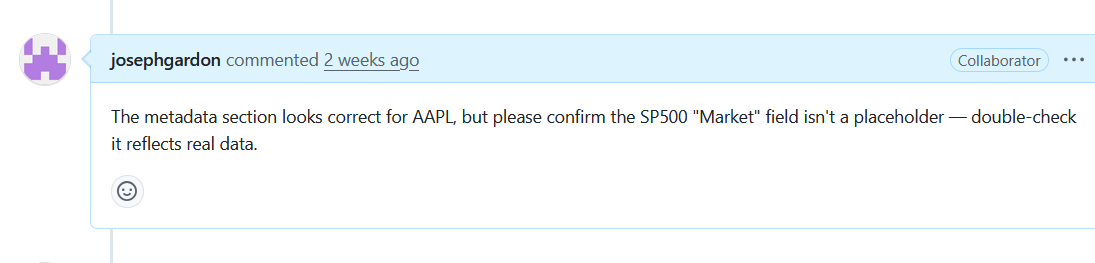 josephgardon commented 2 weeks ago Collaborator
The metadata section looks correct for AAPL, but please confirm the SP500 "Market" field isn't a placeholder — double-check
it reflects real data.